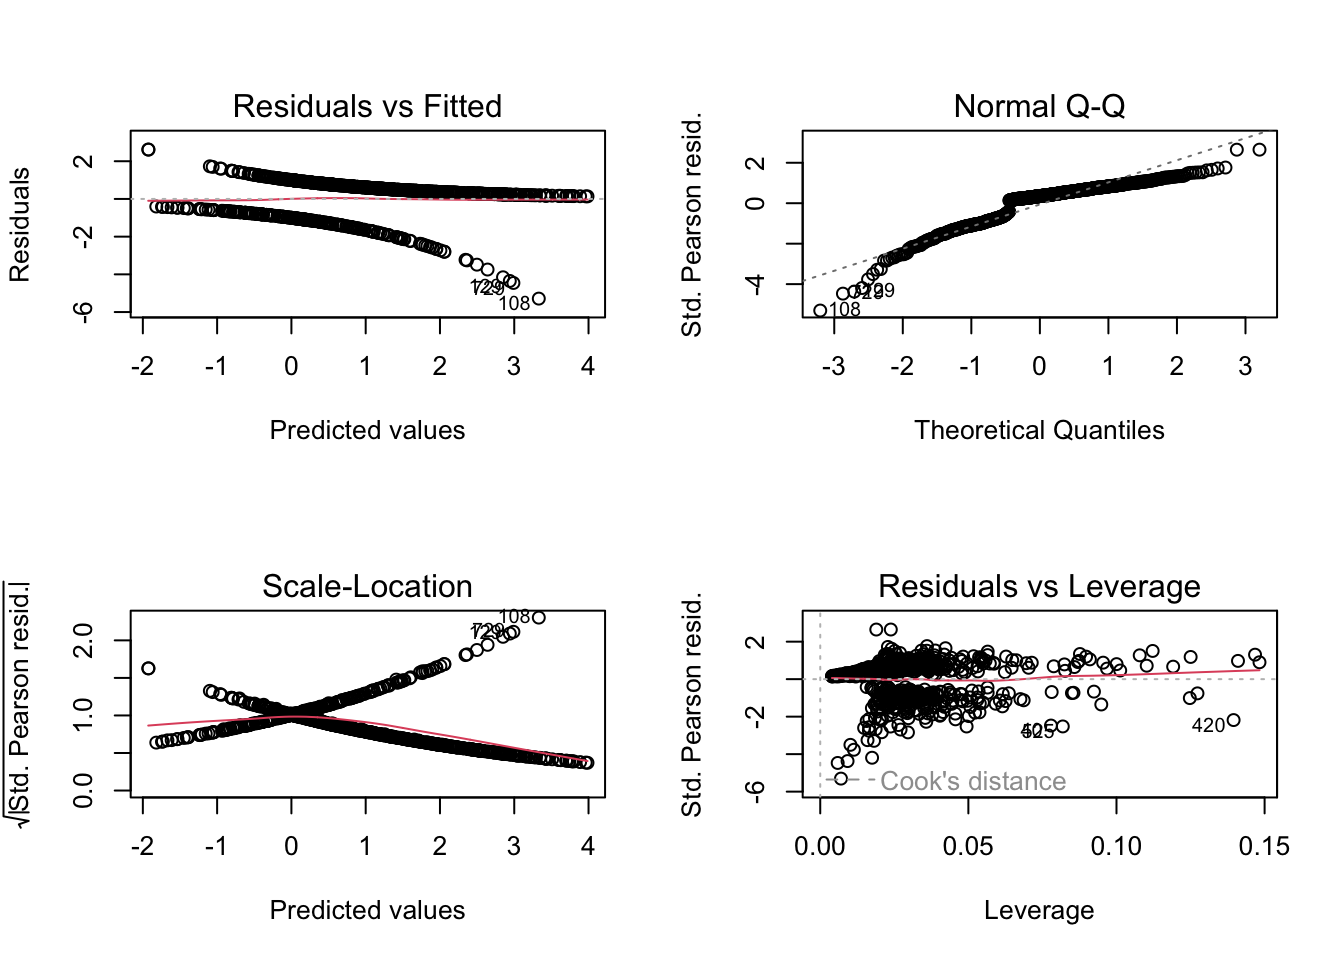 Residuals vs Fitted
Residuals
2
-2
-6
108
-2 -1 0 1 2 3 4
Predicted values
Normal Q-Q
Std. Pearson resid.
2
0
-4
108
-3 -2 -1 0 1 2 3
Theoretical Quantiles
Scale-Location
√|Std. Pearson resid.|
2.0
1.0
0.0
108
-2 -1 0 1 2 3 4
Predicted values
Residuals vs Leverage
Std. Pearson resid.
2
-2
-6
420
Cook's distance
0.00 0.05 0.10 0.15
Leverage